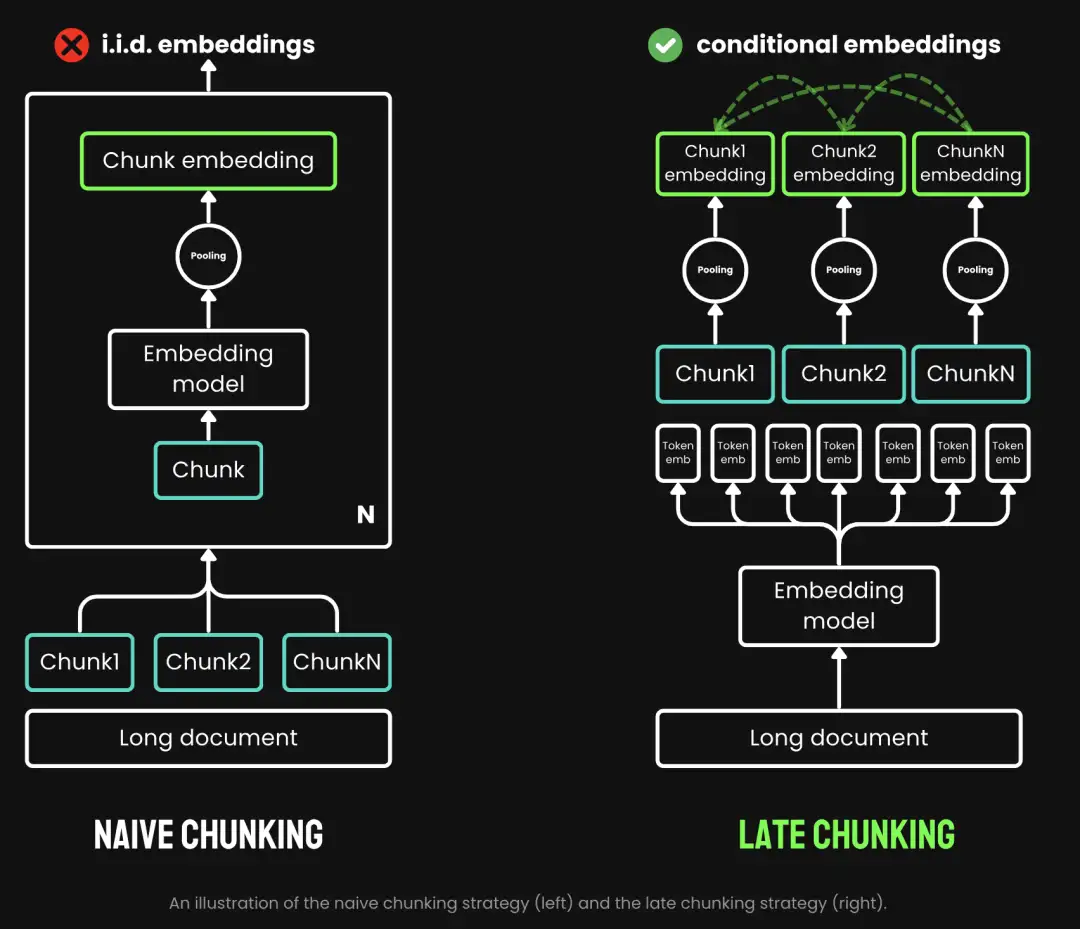 i.i.d. embeddings
Chunk embedding
Pooling
Embedding
model
Chunk
N
Chunk1
Chunk2
ChunkN
Long document
NAIVE CHUNKING
conditional embeddings
Chunk1
embedding
Chunk2
embedding
ChunkN
embedding
Pooling
Pooling
Pooling
Chunk1
Chunk2
ChunkN
Token
emb
Token
emb
Token
emb
Token
emb
Token
emb
Token
emb
Token
emb
Embedding
model
Long document
LATE CHUNKING
An illustration of the naive chunking strategy (left) and the late chunking strategy (right).